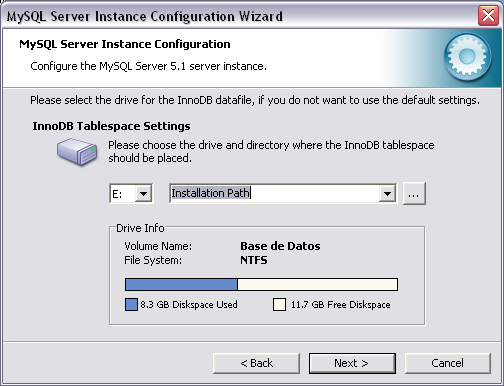 MySQL Server Instance Configuration Wizard
MySQL Server Instance Configuration
Configure the MySQL Server 5.1 server instance.
Please select the drive for the InnoDB datafile, if you do not want to use the default settings.
InnoDB Tablespace Settings
Please choose the drive and directory where the InnoDB tablespace
should be placed.
E: Installation Path ...
Drive Info
Volume Name: Base de Datos
File System: NTFS
8.3 GB Diskspace Used 11.7 GB Free Diskspace
< Back Next > Cancel